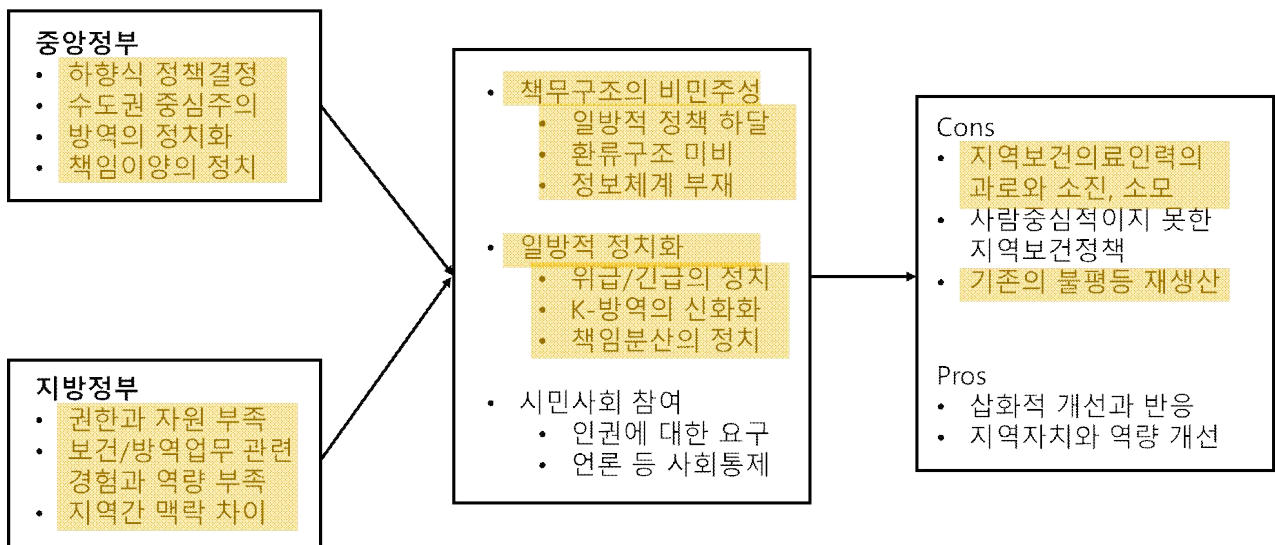 중앙정부
• 하향식 정책결정
• 수도권 중심주의
• 방역의 정치화
• 책임이양의 정치
지방정부
• 권한과 자원 부족
• 보건/방역업무 관련
경험과 역량 부족
• 지역간 맥락 차이
• 책무구조의 비민주성
• 일방적 정책 하달
• 환류구조 미비
• 정보체계 부재
• 일방적 정치화
• 위급/긴급의 정치
• K-방역의 신화화
• 책임분산의 정치
• 시민사회 참여
• 인권에 대한 요구
• 언론 등 사회통제
Cons
• 지역보건의료인력의
과로와 소진, 소모
• 사람중심적이지 못한
지역보건정책
• 기존의 불평등 재생산
Pros
• 삽화적 개선과 반응
• 지역자치와 역량 개선